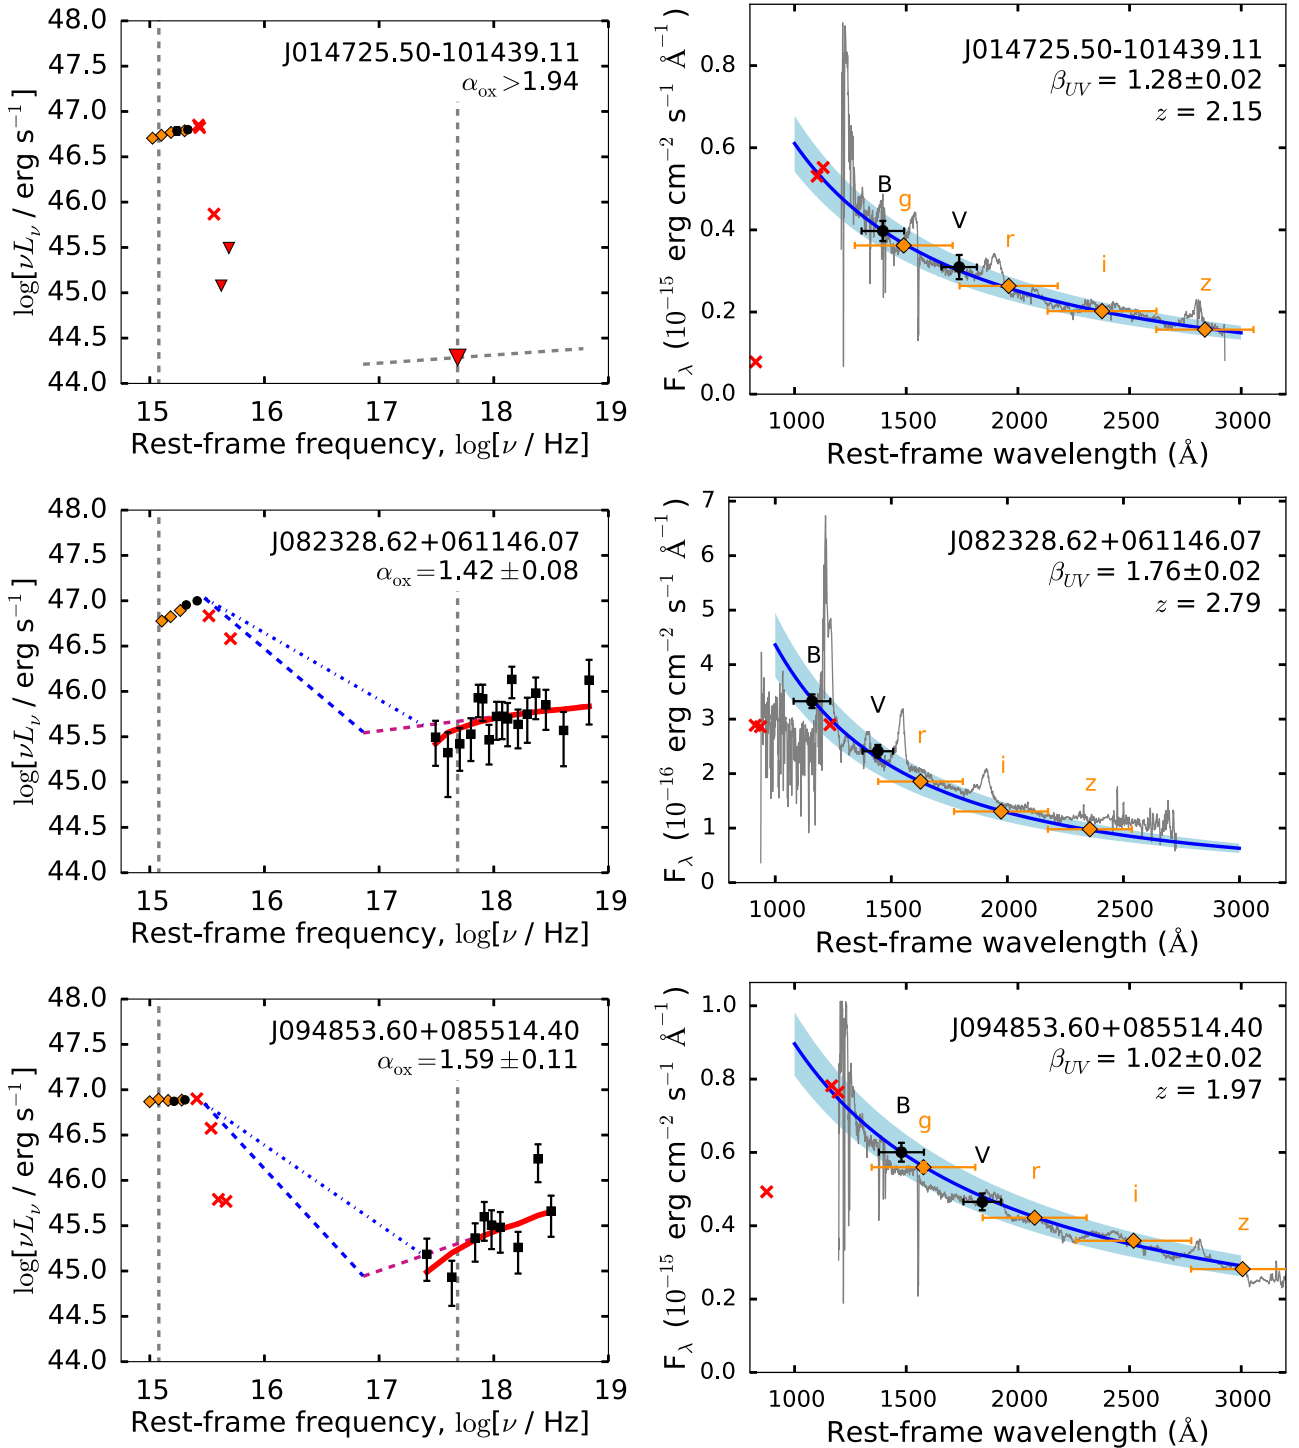 48.0
47.5
47.0
46.5
46.0
45.5
45.0
44.5
44.0
log[νL_ν / erg s⁻¹]
J014725.50-101439.11
α_ox >1.94
15 16 17 18 19
Rest-frame frequency, log[ν / Hz]
0.8
0.6
0.4
0.2
0.0
F_λ (10⁻¹⁵ erg cm⁻² s⁻¹ Å⁻¹)
J014725.50-101439.11
β_UV = 1.28±0.02
z = 2.15
B
g
V
r
i
z
1000 1500 2000 2500 3000
Rest-frame wavelength (Å)
48.0
47.5
47.0
46.5
46.0
45.5
45.0
44.5
44.0
log[νL_ν / erg s⁻¹]
J082328.62+061146.07
α_ox =1.42 ±0.08
15 16 17 18 19
Rest-frame frequency, log[ν / Hz]
7
6
5
4
3
2
1
0
F_λ (10⁻¹⁶ erg cm⁻² s⁻¹ Å⁻¹)
J082328.62+061146.07
β_UV = 1.76±0.02
z = 2.79
B
V
r
i
z
1000 1500 2000 2500 3000
Rest-frame wavelength (Å)
48.0
47.5
47.0
46.5
46.0
45.5
45.0
44.5
44.0
log[νL_ν / erg s⁻¹]
J094853.60+085514.40
α_ox =1.59 ±0.11
15 16 17 18 19
Rest-frame frequency, log[ν / Hz]
1.0
0.8
0.6
0.4
0.2
0.0
F_λ (10⁻¹⁵ erg cm⁻² s⁻¹ Å⁻¹)
J094853.60+085514.40
β_UV = 1.02±0.02
z = 1.97
B
g
V
r
i
z
1000 1500 2000 2500 3000
Rest-frame wavelength (Å)